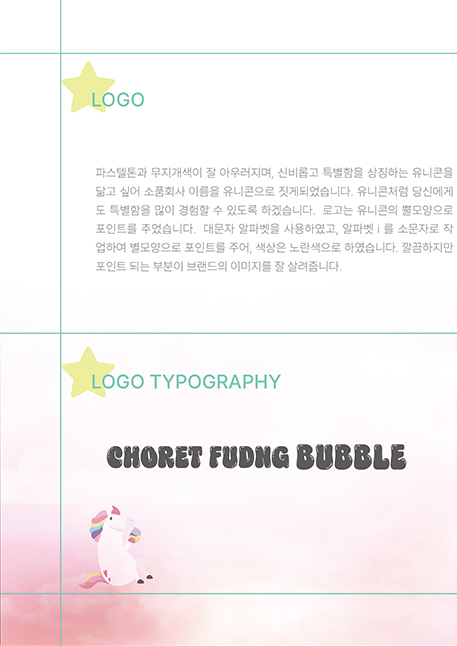 LOGO
파스텔톤과 무지개색이 잘 아우러지며, 신비롭고 특별함을 상징하는 유니콘을
닮고 싶어 소품회사 이름을 유니콘으로 짓게되었습니다. 유니콘처럼 당신에게
도 특별함을 많이 경험할 수 있도록 하겠습니다. 로고는 유니콘의 뿔모양으로
포인트를 주었습니다. 대문자 알파벳을 사용하였고, 알파벳 i 를 소문자로 작
업하여 별모양으로 포인트를 주어, 색상은 노란색으로 하였습니다. 깔끔하지만
포인트 되는 부분이 브랜드의 이미지를 잘 살려줍니다.
LOGO TYPOGRAPHY
CHORET FUDNG BUBBLE